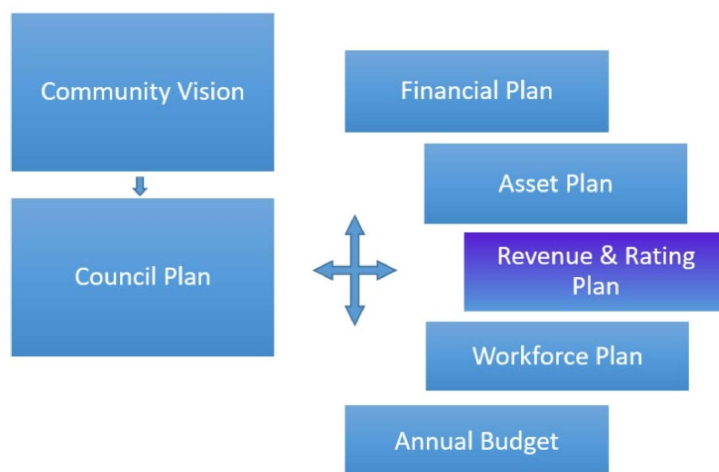 Community Vision
Council Plan
Financial Plan
Asset Plan
Revenue & Rating
Plan
Workforce Plan
Annual Budget